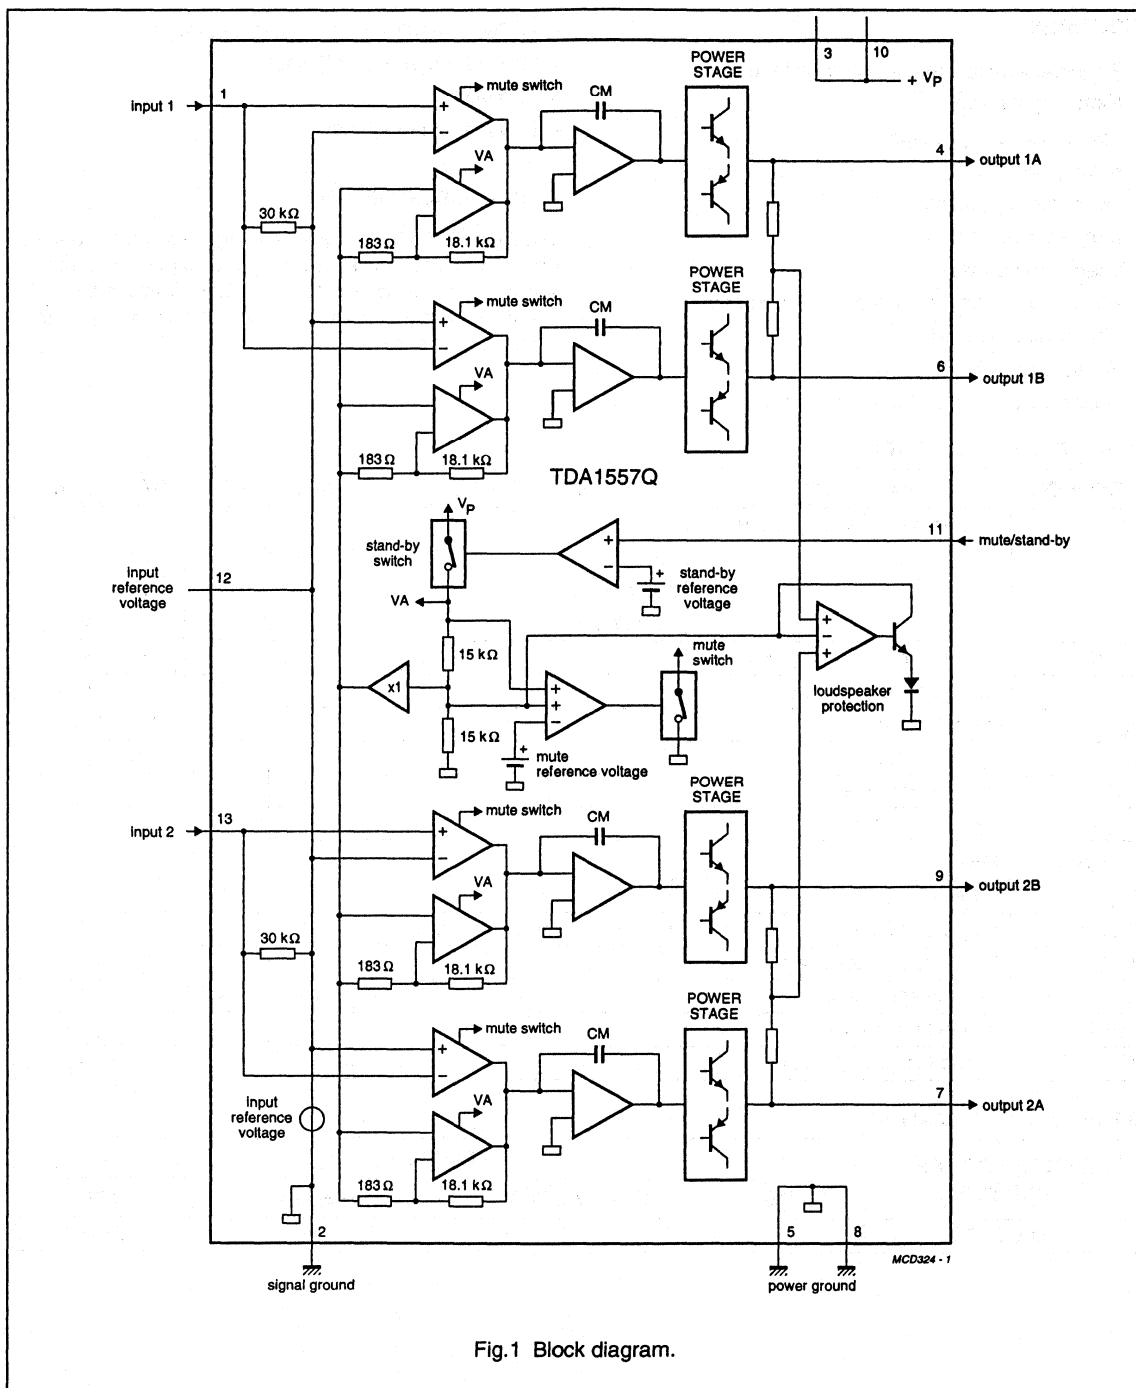 3 10
POWER
STAGE
+ VP
mute switch
CM
1
input 1
+
−
4
output 1A
VA
30 kΩ
183 Ω
18.1 kΩ
POWER
STAGE
mute switch
CM
+
−
6
output 1B
VA
183 Ω
18.1 kΩ
TDA1557Q
VP
stand-by
switch
+
−
11
mute/stand-by
+
stand-by
reference
voltage
input
reference
voltage
12
VA
15 kΩ
mute
switch
+
−
+
x1
+
+
−
loudspeaker
protection
15 kΩ
+
mute
reference voltage
POWER
STAGE
mute switch
CM
13
input 2
+
−
9
output 2B
VA
30 kΩ
183 Ω
18.1 kΩ
POWER
STAGE
mute switch
CM
+
−
7
output 2A
input
reference
voltage
VA
183 Ω
18.1 kΩ
2
5 8
MCD324 - 1
signal ground
power ground
Fig.1 Block diagram.